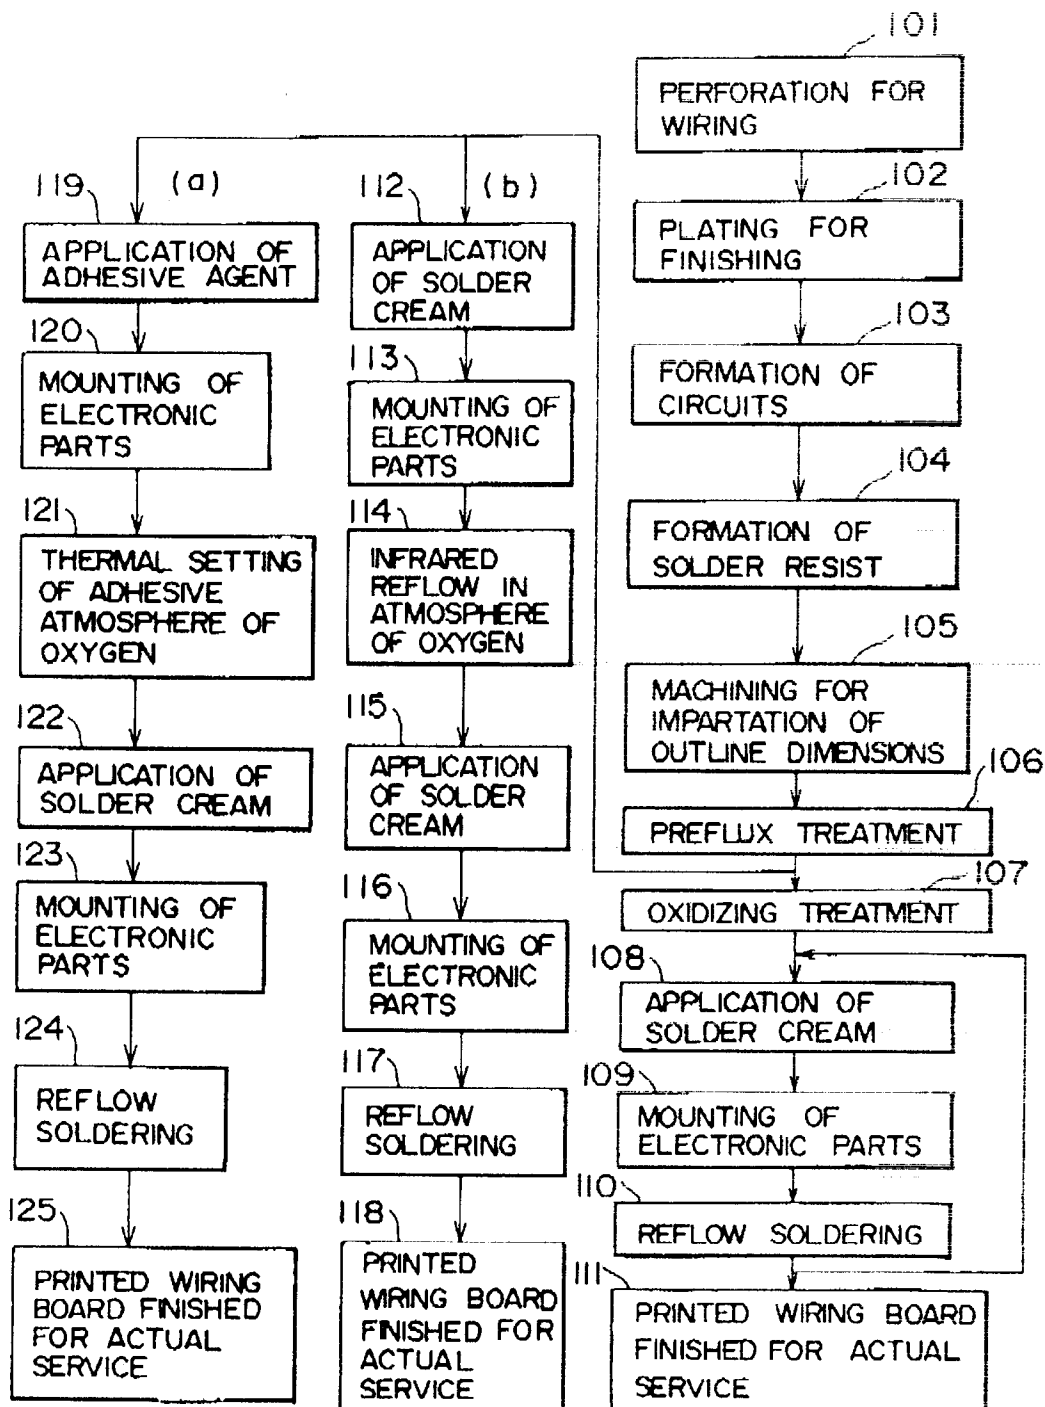 101
PERFORATION FOR
WIRING
102
PLATING FOR
FINISHING
103
FORMATION OF
CIRCUITS
104
FORMATION OF
SOLDER RESIST
105
MACHINING FOR
IMPARTATION OF
OUTLINE DIMENSIONS
106
PREFLUX TREATMENT
107
OXIDIZING TREATMENT
108
APPLICATION OF
SOLDER CREAM
109
MOUNTING OF
ELECTRONIC PARTS
110
REFLOW SOLDERING
111
PRINTED WIRING BOARD
FINISHED FOR ACTUAL
SERVICE
(b)
112
APPLICATION
OF SOLDER
CREAM
113
MOUNTING OF
ELECTRONIC
PARTS
114
INFRARED
REFLOW IN
ATMOSPHERE
OF OXYGEN
115
APPLICATION
OF SOLDER
CREAM
116
MOUNTING OF
ELECTRONIC
PARTS
117
REFLOW
SOLDERING
118
PRINTED
WIRING BOARD
FINISHED FOR
ACTUAL
SERVICE
(a)
119
APPLICATION OF
ADHESIVE AGENT
120
MOUNTING OF
ELECTRONIC
PARTS
121
THERMAL SETTING
OF ADHESIVE
ATMOSPHERE OF
OXYGEN
122
APPLICATION OF
SOLDER CREAM
123
MOUNTING OF
ELECTRONIC
PARTS
124
REFLOW
SOLDERING
125
PRINTED WIRING
BOARD FINISHED
FOR ACTUAL
SERVICE